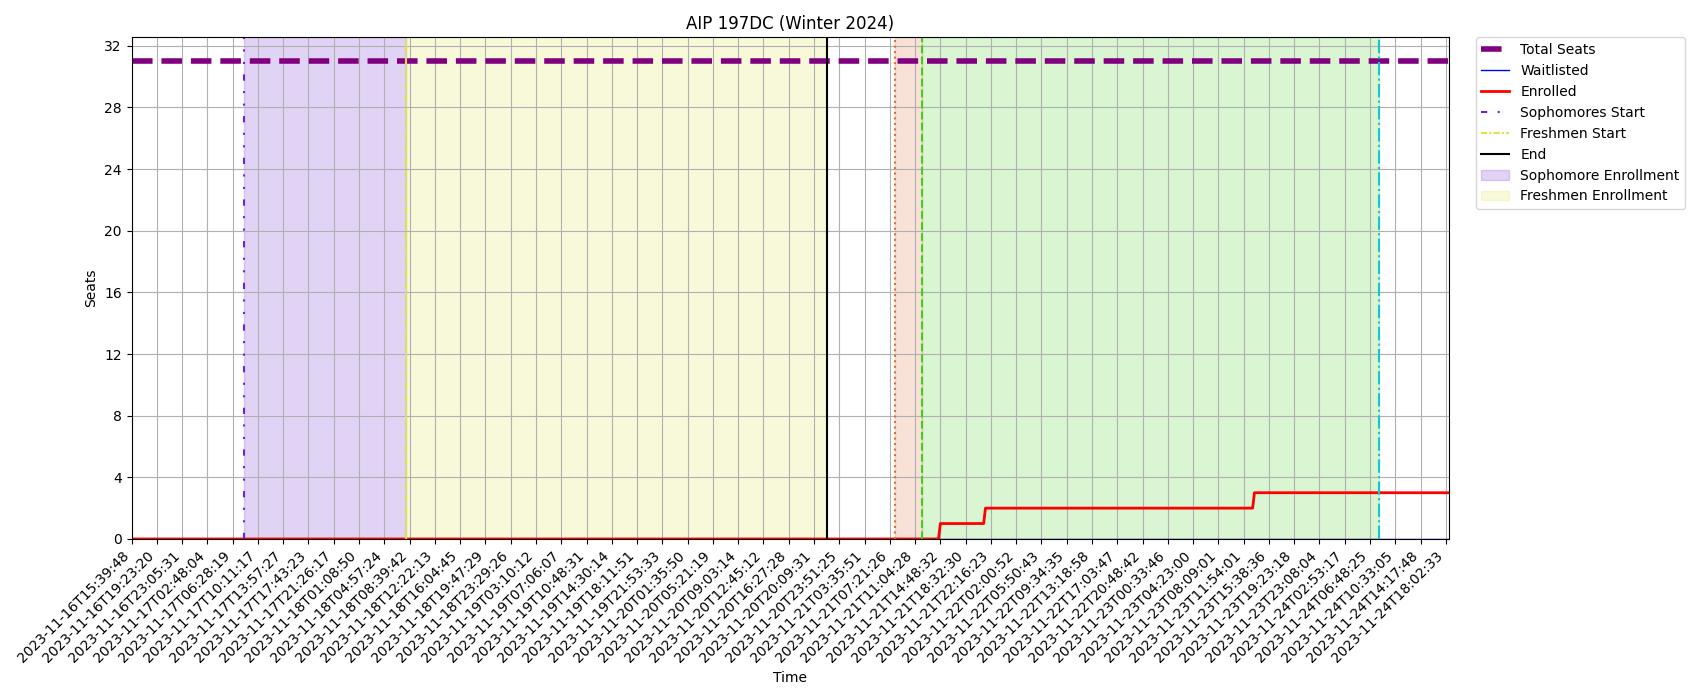 AIP 197DC (Winter 2024)
32
28
24
20
16
12
8
4
0
Seats
2023-11-16T15:39:48
2023-11-16T19:23:20
2023-11-16T23:05:31
2023-11-17T02:48:04
2023-11-17T06:28:19
2023-11-17T10:11:17
2023-11-17T13:57:27
2023-11-17T17:43:23
2023-11-17T21:26:17
2023-11-18T01:08:50
2023-11-18T04:57:24
2023-11-18T08:39:42
2023-11-18T12:22:13
2023-11-18T16:04:45
2023-11-18T19:47:29
2023-11-18T23:29:26
2023-11-19T03:10:12
2023-11-19T07:06:07
2023-11-19T10:48:31
2023-11-19T14:30:14
2023-11-19T18:11:51
2023-11-19T21:53:33
2023-11-20T01:35:50
2023-11-20T05:21:19
2023-11-20T09:03:14
2023-11-20T12:45:12
2023-11-20T16:27:28
2023-11-20T20:09:31
2023-11-20T23:51:25
2023-11-21T03:35:51
2023-11-21T07:21:26
2023-11-21T11:04:28
2023-11-21T14:48:32
2023-11-21T18:32:30
2023-11-21T22:16:23
2023-11-22T02:00:52
2023-11-22T05:50:43
2023-11-22T09:34:35
2023-11-22T13:18:58
2023-11-22T17:03:47
2023-11-22T20:48:42
2023-11-23T00:33:46
2023-11-23T04:23:00
2023-11-23T08:09:01
2023-11-23T11:54:01
2023-11-23T15:38:36
2023-11-23T19:23:18
2023-11-23T23:08:04
2023-11-24T02:53:17
2023-11-24T06:48:25
2023-11-24T10:33:05
2023-11-24T14:17:48
2023-11-24T18:02:33
Time
Total Seats
Waitlisted
Enrolled
Sophomores Start
Freshmen Start
End
Sophomore Enrollment
Freshmen Enrollment